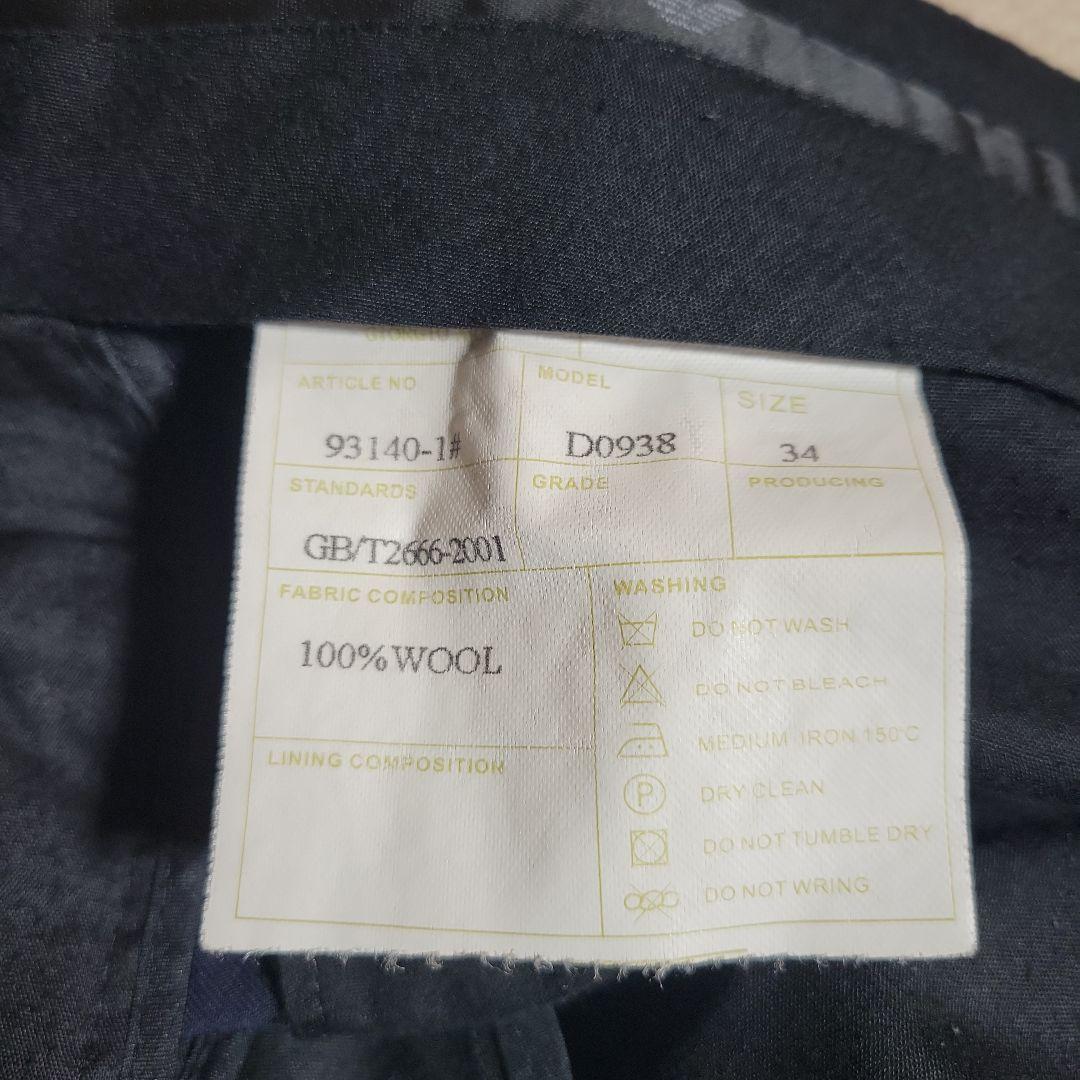 ARTICLE NO
MODEL
SIZE
93140-1#
D0938
34
STANDARDS
GRADE
PRODUCING
GB/T2666-2001
FABRIC COMPOSITION
100%WOOL
LINING COMPOSITION
WASHING
DO NOT WASH
DO NOT BLEACH
MEDIUM IRON 150°C
P DRY CLEAN
DO NOT TUMBLE DRY
DO NOT WRING